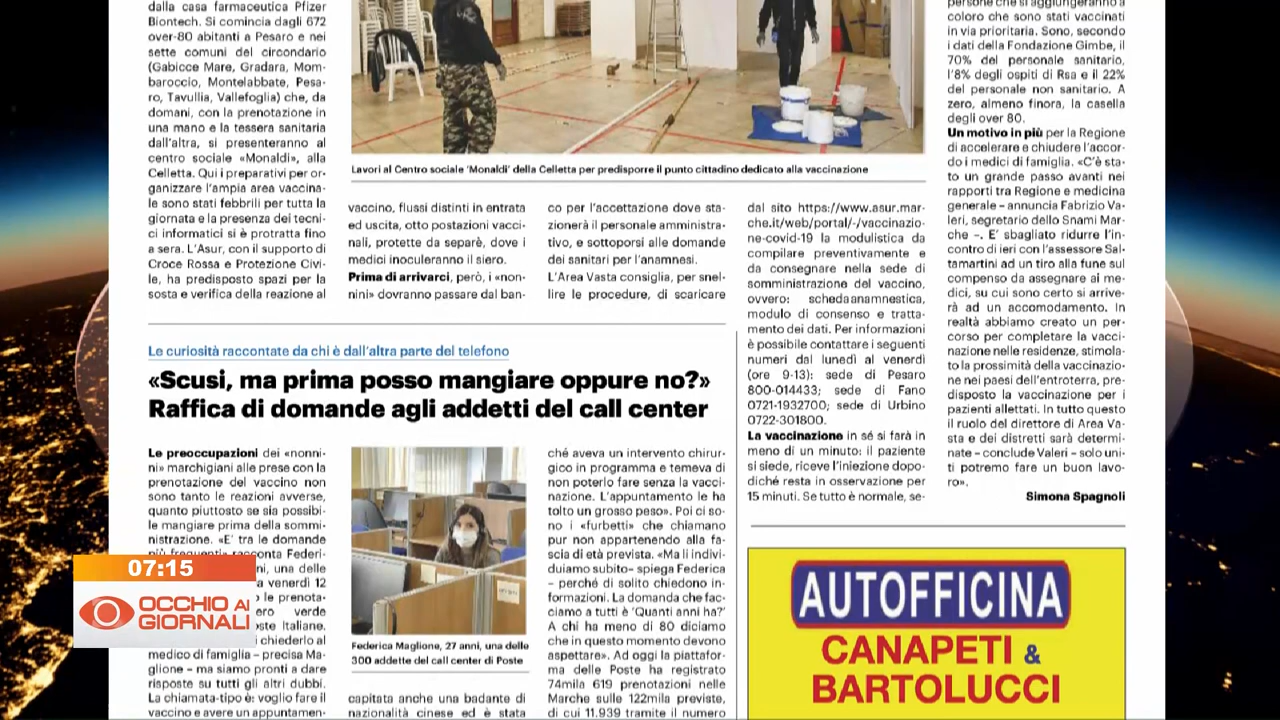 dalla casa farmaceutica Pfizer
Biontech. Si comincia dagli 672
over-80 abitanti a Pesaro e nei
sette comuni del circondario
(Gabicce Mare, Gradara, Mom-
baroccio, Montelabbate, Pesa-
ro, Tavullia, Vallefoglia) che, da
domani, con la prenotazione in
una mano e la tessera sanitaria
dall'altra, si presenteranno al
centro sociale «Monaldi», alla
Celletta. Qui i preparativi per or-
ganizzare l'ampia area vaccina-
le sono stati febbrili per tutta la
giornata e la presenza dei tecni-
ci informatici si è protratta fino
a sera. L'Asur, con il supporto di
Croce Rossa e Protezione Civi-
le, ha predisposto spazi per la
sosta e verifica della reazione al
Lavori al Centro sociale 'Monaldi' della Celletta per predisporre il punto cittadino dedicato alla vaccinazione
vaccino, flussi distinti in entrata
ed uscita, otto postazioni vacci-
nali, protette da separè, dove i
medici inoculeranno il siero.
Prima di arrivarci, però, i «non-
nini» dovranno passare dal ban-
co per l'accettazione dove sta-
zionerà il personale amministra-
tivo, e sottoporsi alle domande
dei sanitari per l'anamnesi.
L'Area Vasta consiglia, per snel-
lire le procedure, di scaricare
dal sito https://www.asur.mar-
che.it/web/portal/-/vaccinazio-
ne-covid-19 la modulistica da
compilare preventivamente e
da consegnare nella sede di
somministrazione del vaccino,
ovvero: scheda anamnestica,
modulo di consenso e tratta-
mento dei dati. Per informazioni
è possibile contattare i seguenti
numeri dal lunedì al venerdì
(ore 9-13): sede di Pesaro
800-014433; sede di Fano
0721-1932700; sede di Urbino
0722-301800.
La vaccinazione in sé si farà in
meno di un minuto: il paziente
si siede, riceve l'iniezione dopo-
diché resta in osservazione per
15 minuti. Se tutto è normale, se-
persone che si aggiungeranno a
coloro che sono stati vaccinati
in via prioritaria. Sono, secondo
i dati della Fondazione Gimbe, il
70% del personale sanitario,
l'8% degli ospiti di Rsa e il 22%
del personale non sanitario. A
zero, almeno finora, la casella
degli over 80.
Un motivo in più per la Regione
di accelerare e chiudere l'accor-
do i medici di famiglia. «C'è sta-
to un grande passo avanti nei
rapporti tra Regione e medicina
generale – annuncia Fabrizio Va-
leri, segretario dello Snami Mar-
che –. E' sbagliato ridurre l'in-
contro di ieri con l'assessore Sal-
tamartini ad un tiro alla fune sul
compenso da assegnare ai me-
dici, su cui sono certo si arrive-
rà ad un accomodamento. In
realtà abbiamo creato un per-
corso per completare la vacci-
nazione nelle residenze, stimola-
to la prossimità della vaccinazio-
ne nei paesi dell'entroterra, pre-
disposto la vaccinazione per i
pazienti allettati. In tutto questo
il ruolo del direttore di Area Va-
sta e dei distretti sarà determi-
nate – conclude Valeri – solo uni-
ti potremo fare un buon lavo-
ro».
Simona Spagnoli
Le curiosità raccontate da chi è dall'altra parte del telefono
«Scusi, ma prima posso mangiare oppure no?»
Raffica di domande agli addetti del call center
Le preoccupazioni dei «nonni-
ni» marchigiani alle prese con la
prenotazione del vaccino non
sono tanto le reazioni avverse,
quanto piuttosto se sia possibi-
le mangiare prima della sommi-
nistrazione. «E' tra le domande
più frequenti» racconta Federi-
ni, una delle
a venerdì 12
o le prenota-
ero verde
oste Italiane.
i chiederlo al
medico di famiglia – precisa Ma-
glione – ma siamo pronti a dare
risposte su tutti gli altri dubbi.
La chiamata-tipo è: voglio fare il
vaccino e avere un appuntamen-
Federica Maglione, 27 anni, una delle
300 addette del call center di Poste
capitata anche una badante di
nazionalità cinese ed è stata
ché aveva un intervento chirur-
gico in programma e temeva di
non poterlo fare senza la vacci-
nazione. L'appuntamento le ha
tolto un grosso peso». Poi ci so-
no i «furbetti» che chiamano
pur non appartenendo alla fa-
scia di età prevista. «Ma li indivi-
duiamo subito– spiega Federica
– perché di solito chiedono in-
formazioni. La domanda che fac-
ciamo a tutti è 'Quanti anni ha?'
A chi ha meno di 80 diciamo
che in questo momento devono
aspettare». Ad oggi la piattafor-
ma delle Poste ha registrato
74mila 619 prenotazioni nelle
Marche sulle 122mila previste,
di cui 11.939 tramite il numero
AUTOFFICINA
CANAPETI &
BARTOLUCCI
07:15
OCCHIO AI
GIORNALI